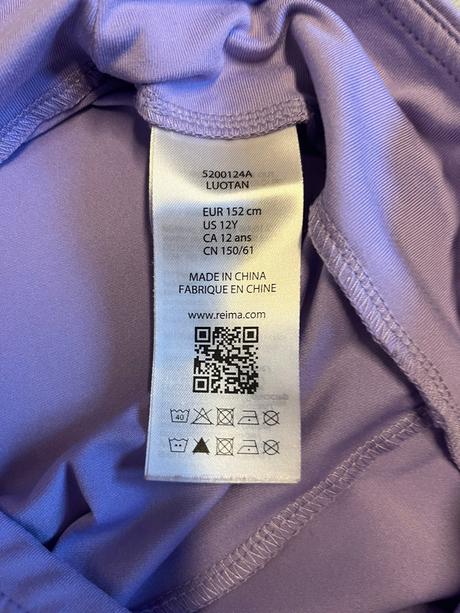 5200124A
LUOTAN
EUR 152 cm
US 12Y
CA 12 ans
CN 150/61
MADE IN CHINA
FABRIQUE EN CHINE
www.reima.com
40